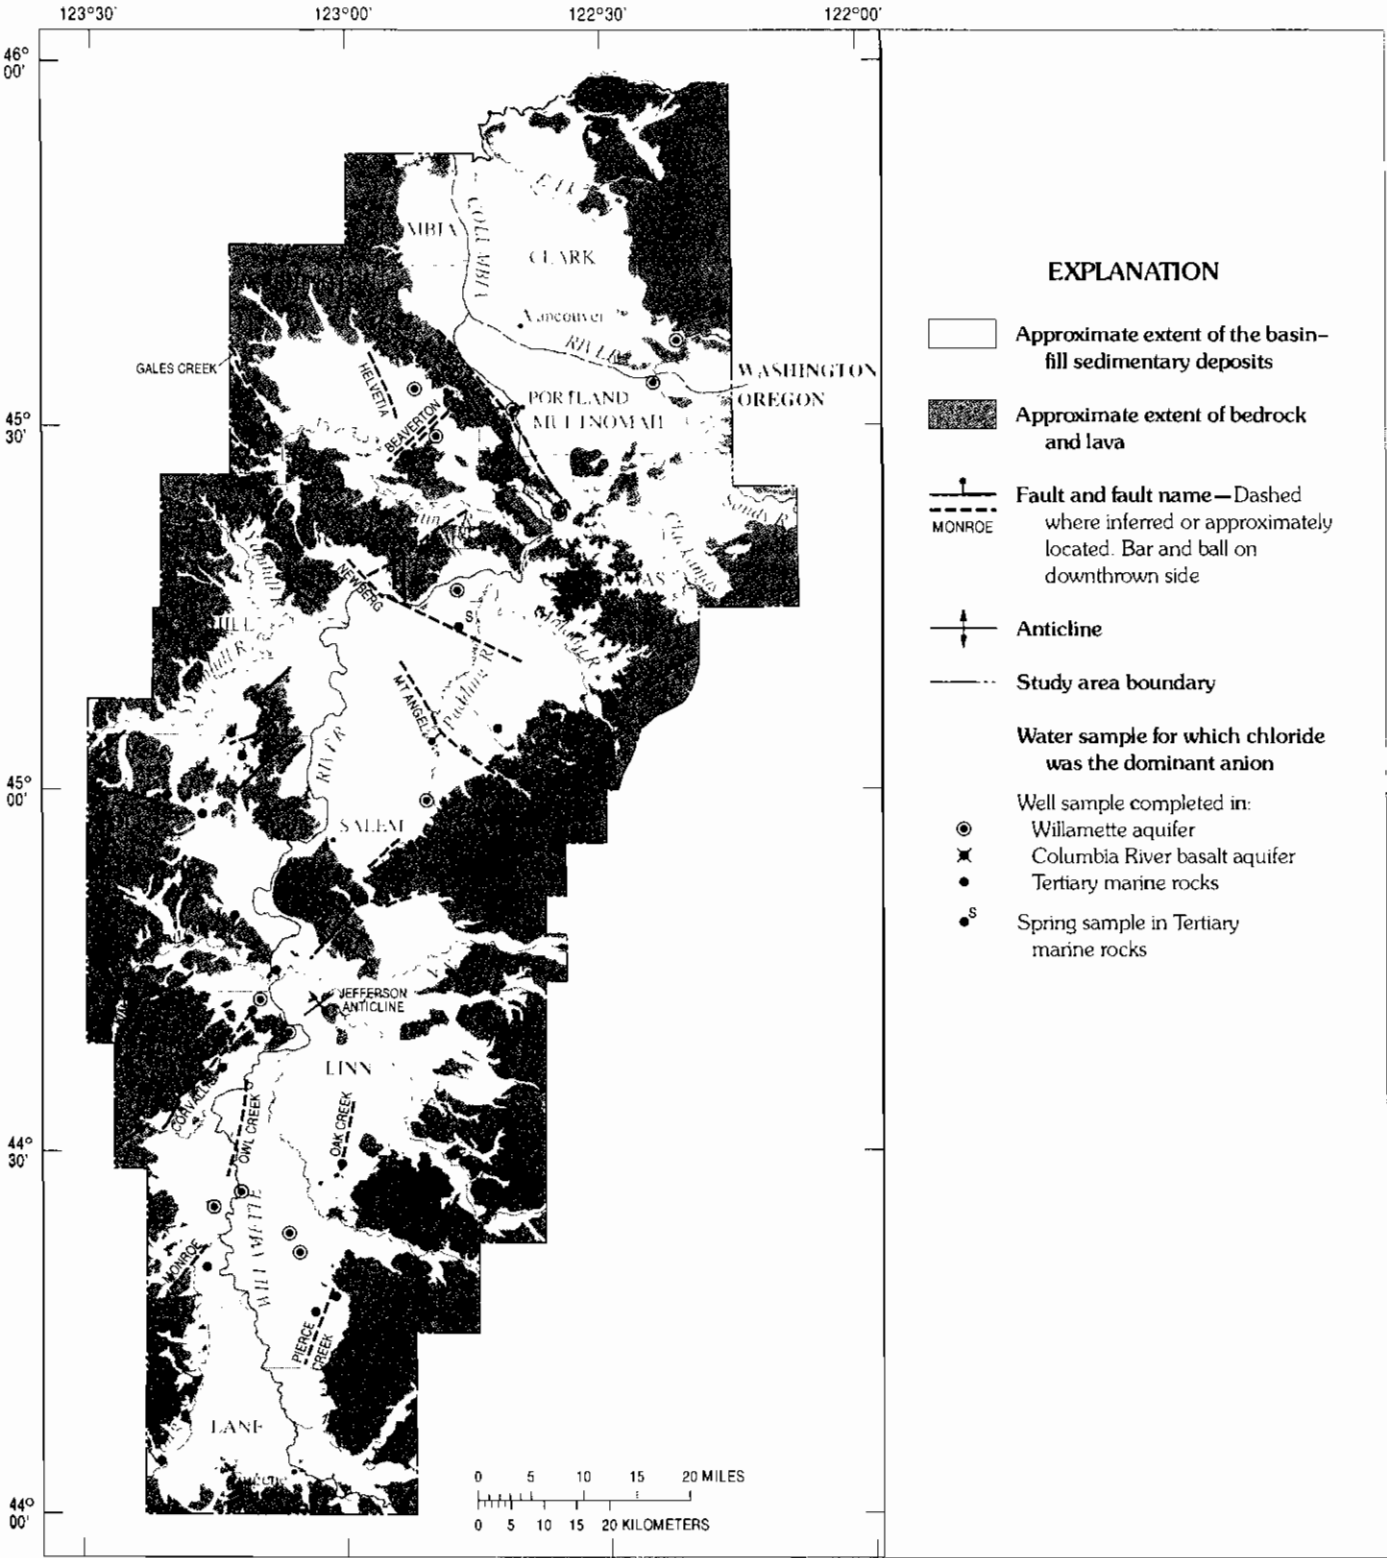 123°30′ 123°00′ 122°30′ 122°00′
46°
00′
COLUMBIA
CLARK
Vancouver
RIVER
GALES CREEK
HELVETIA
WASHINGTON
OREGON
PORTLAND
MULTNOMAH
BEAVERTON
45°
30′
Sandy R
Clackamas
NEWBERG
S
Molalla R
Pudding R
MT ANGEL
RIVER
45°
00′
SALEM
JEFFERSON
ANTICLINE
LINN
CORVALLIS
OWL CREEK
OAK CREEK
44°
30′
WILLAMETTE
MONROE
PIERCE
CREEK
LANE
44°
00′
0 5 10 15 20 MILES
0 5 10 15 20 KILOMETERS
EXPLANATION
Approximate extent of the basin–
fill sedimentary deposits
Approximate extent of bedrock
and lava
Fault and fault name—Dashed
where inferred or approximately
located. Bar and ball on
downthrown side
MONROE
Anticline
Study area boundary
Water sample for which chloride
was the dominant anion
Well sample completed in:
Willamette aquifer
Columbia River basalt aquifer
Tertiary marine rocks
S
Spring sample in Tertiary
marine rocks